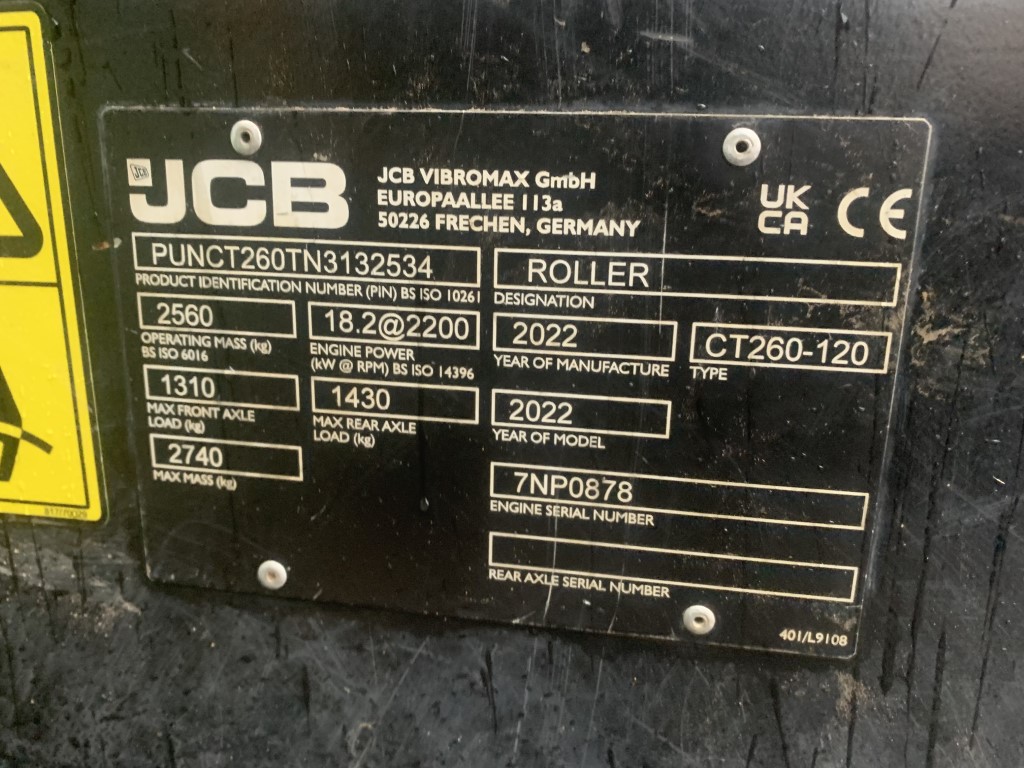 JCB
JCB VIBROMAX GmbH
EUROPAALLEE 113a
50226 FRECHEN, GERMANY
UK
CA
CE
PUNCT260TN3132534
PRODUCT IDENTIFICATION NUMBER (PIN) BS ISO 10261
ROLLER
DESIGNATION
2560
OPERATING MASS (kg)
BS ISO 6016
18.2@2200
ENGINE POWER
(kW @ RPM) BS ISO 14396
2022
YEAR OF MANUFACTURE
CT260-120
TYPE
1310
MAX FRONT AXLE
LOAD (kg)
1430
MAX REAR AXLE
LOAD (kg)
2022
YEAR OF MODEL
2740
MAX MASS (kg)
7NP0878
ENGINE SERIAL NUMBER
REAR AXLE SERIAL NUMBER
401/L9108